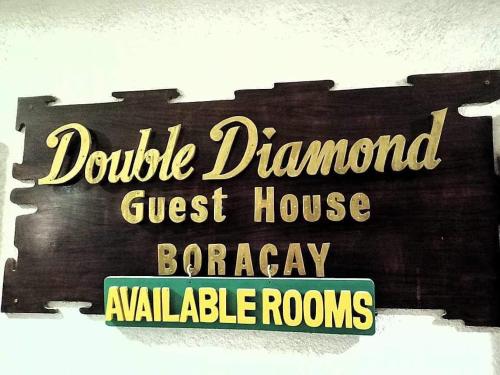 Double Diamond
Guest House
BORACAY
AVAILABLE ROOMS